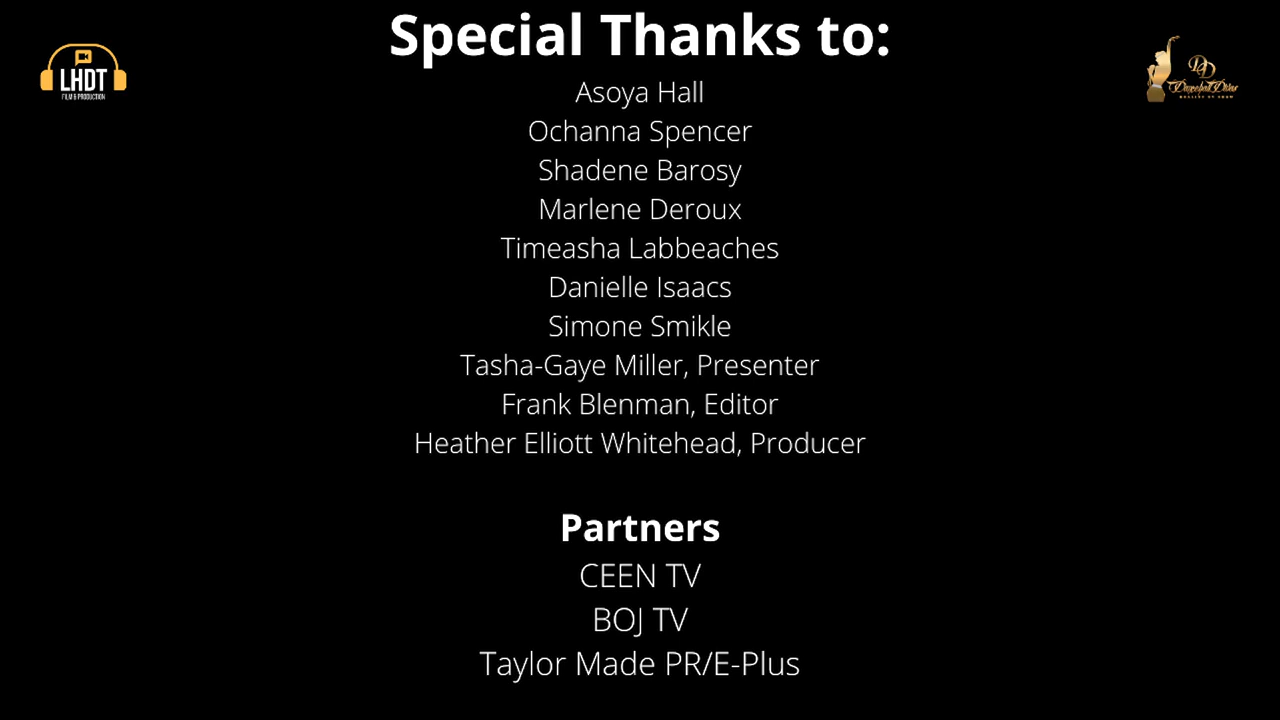 Special Thanks to:
LHDT
FILM & PRODUCTION
DD
Asoya Hall
Ochanna Spencer
Shadene Barosy
Marlene Deroux
Timeasha Labbeaches
Danielle Isaacs
Simone Smikle
Tasha-Gaye Miller, Presenter
Frank Blenman, Editor
Heather Elliott Whitehead, Producer
Partners
CEEN TV
BOJ TV
Taylor Made PR/E-Plus